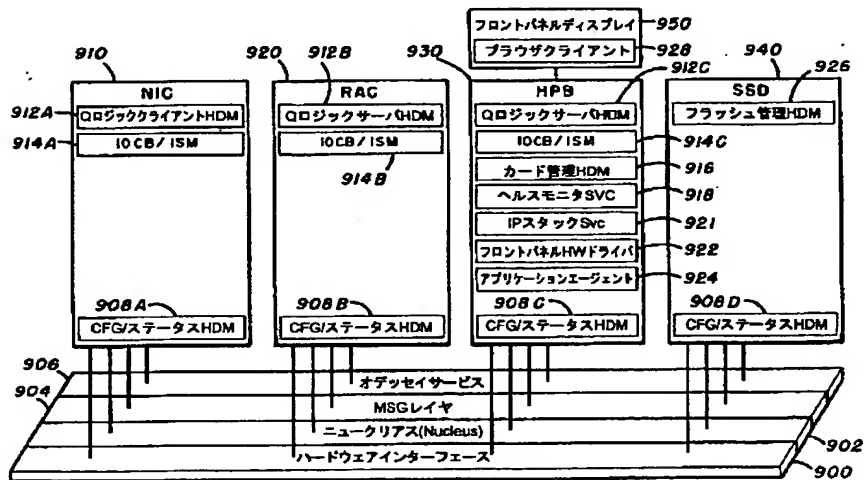 フロントパネルディスプレイ 950
910 920 912B 930 ブラウザクライアント 928 940
NIC RAC HPB 912C SSD 926
912A Qロジッククライアント HDM Qロジックサーバ HDM Qロジックサーバ HDM フラッシュ管理HDM
914A IOCB/ISM IOCB/ISM IOCB/ISM 914C
914B カード管理HDM 916
ヘルスモニタSVC 918
IPスタックSvc 921
フロントパネルHWドライバ 922
アプリケーションエージェント 924
908A 908B 908C 908D
CFG/ステータスHDM CFG/ステータスHDM CFG/ステータスHDM CFG/ステータスHDM
906 オデッセイサービス
904 MSGレイヤ
ニュークリアス(Nucleus) 902
ハードウェアインターフェース 900